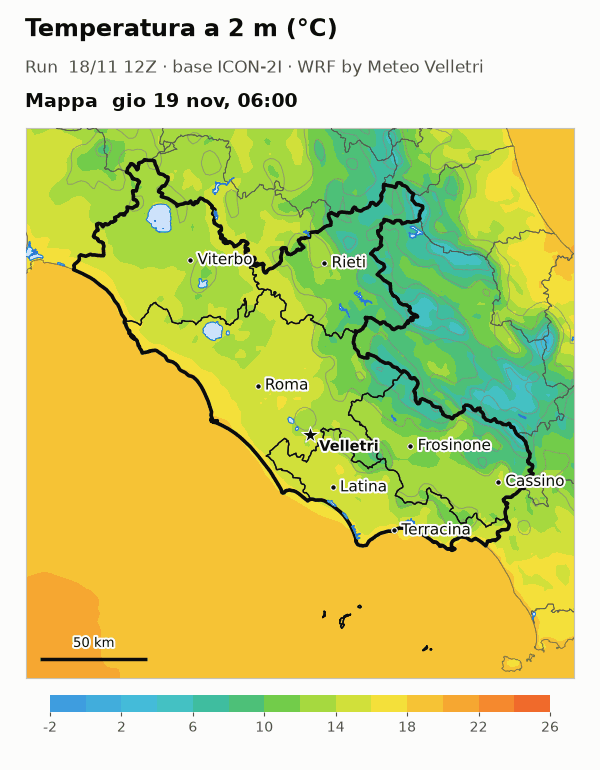 Temperatura a 2 m (°C)
Run  18/11 12Z · base ICON-2I · WRF by Meteo Velletri
Mappa  gio 19 nov, 06:00
Viterbo
Rieti
Roma
Velletri
Frosinone
Cassino
Latina
Terracina
50 km
-2 2 6 10 14 18 22 26